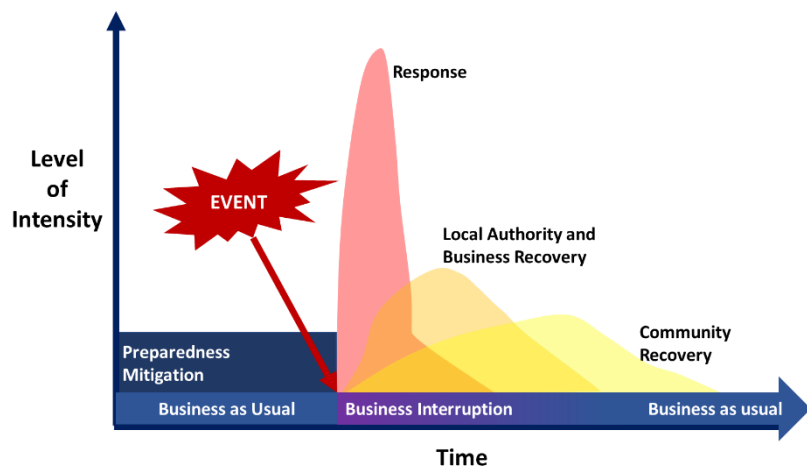 Response
Level
of
Intensity
EVENT
Local Authority and
Business Recovery
Preparedness
Mitigation
Community
Recovery
Business as Usual
Business Interruption
Business as usual
Time